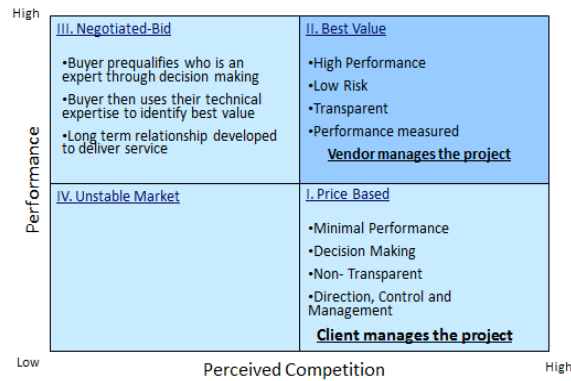 High
III. Negotiated-Bid
•Buyer prequalifies who is an
expert through decision making
•Buyer then uses their technical
expertise to identify best value
•Long term relationship developed
to deliver service
II. Best Value
•High Performance
•Low Risk
•Transparent
•Performance measured
Vendor manages the project
Performance
IV. Unstable Market
I. Price Based
•Minimal Performance
•Decision Making
•Non- Transparent
•Direction, Control and
Management
Client manages the project
Low
Perceived Competition
High